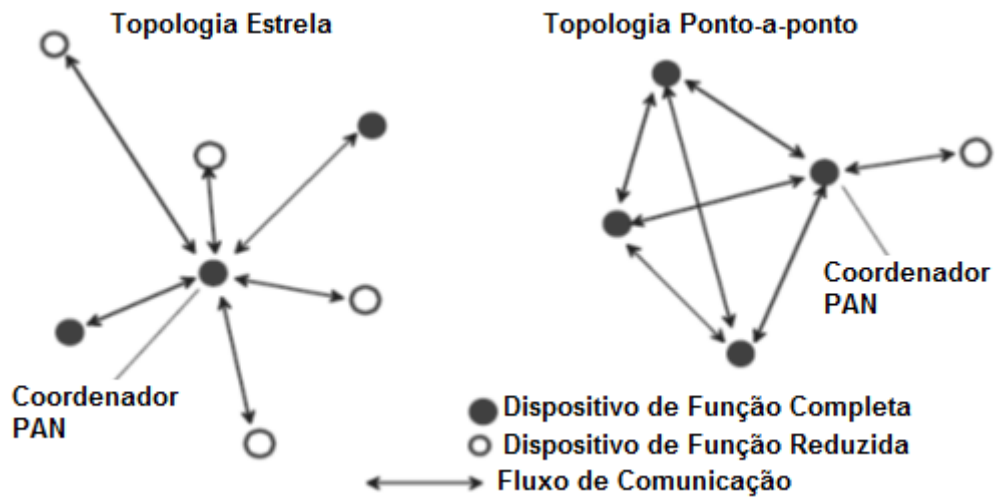 Topologia Estrela
Topologia Ponto-a-ponto
Coordenador
PAN
Coordenador
PAN
Dispositivo de Função Completa
Dispositivo de Função Reduzida
Fluxo de Comunicação